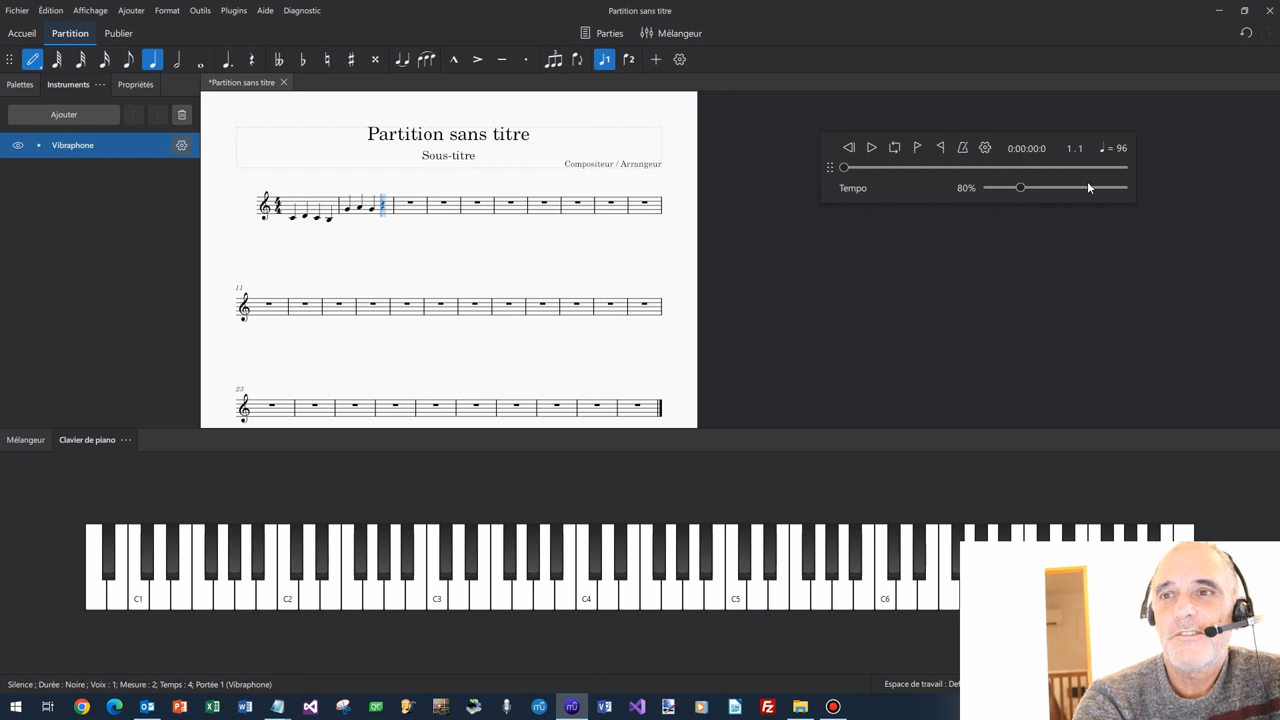 Fichier Édition Affichage Ajouter Format Outils Plugins Aide Diagnostic
Partition sans titre
Accueil Partition Publier Parties Mélangeur
Palettes Instruments Propriétés *Partition sans titre
Ajouter
Vibraphone
Partition sans titre
Sous-titre
Compositeur / Arrangeur
0:00:00:0 1 . 1 = 96
Tempo 80%
11
23
Mélangeur Clavier de piano
C1 C2 C3 C4 C5 C6
Silence ; Durée : Noire ; Voix : 1; Mesure : 2; Temps : 4; Portée 1 (Vibraphone)
Espace de travail :